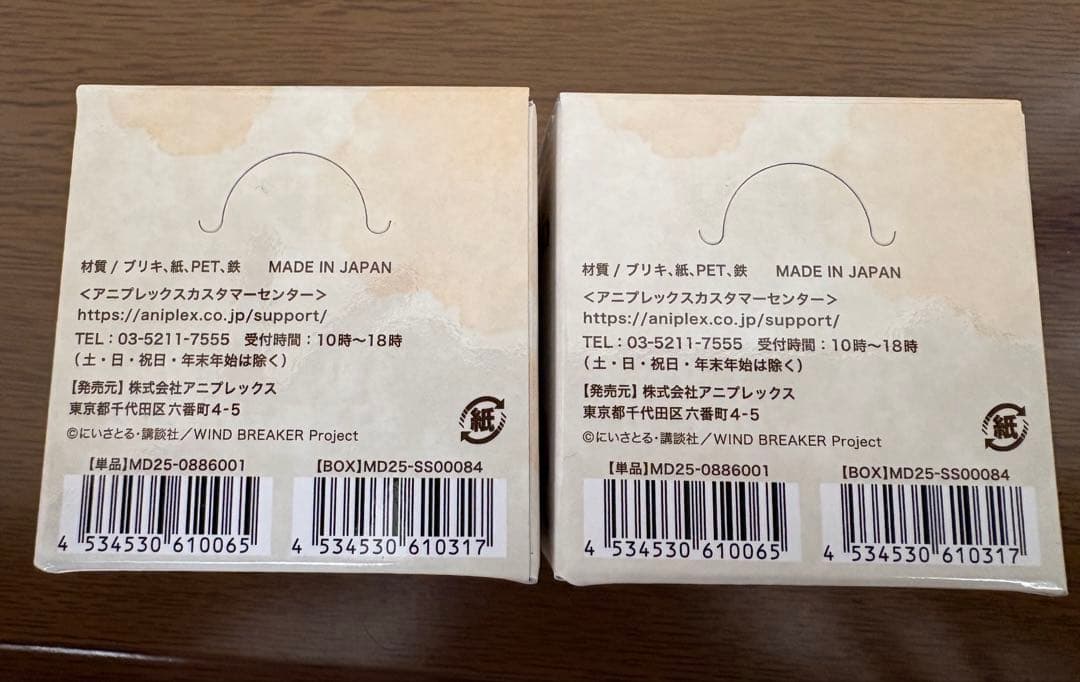 材質 / ブリキ、紙、PET、鉄 MADE IN JAPAN
＜アニプレックスカスタマーセンター＞
https://aniplex.co.jp/support/
TEL：03-5211-7555 受付時間：10時～18時
（土・日・祝日・年末年始は除く）
【発売元】株式会社アニプレックス
東京都千代田区六番町4-5
紙
©にいさとる・講談社／WIND BREAKER Project
【単品】MD25-0886001 【BOX】MD25-SS00084
4 534530 610065 4 534530 610317
材質 / ブリキ、紙、PET、鉄 MADE IN JAPAN
＜アニプレックスカスタマーセンター＞
https://aniplex.co.jp/support/
TEL：03-5211-7555 受付時間：10時～18時
（土・日・祝日・年末年始は除く）
【発売元】株式会社アニプレックス
東京都千代田区六番町4-5
紙
©にいさとる・講談社／WIND BREAKER Project
【単品】MD25-0886001 【BOX】MD25-SS00084
4 534530 610065 4 534530 610317